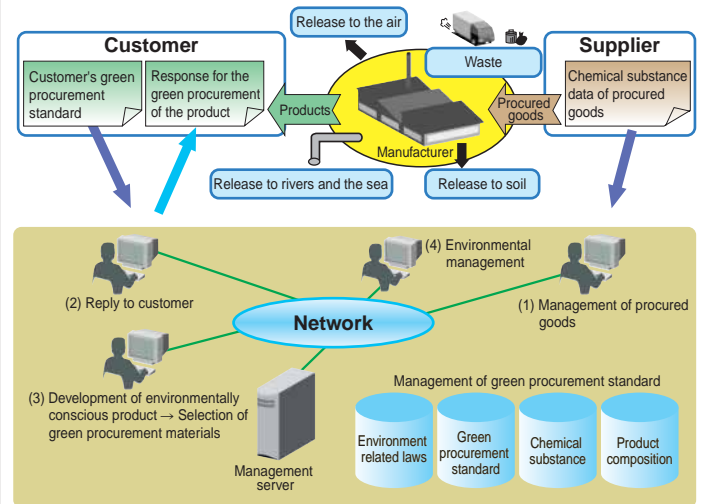 Release to the air
Customer
Waste
Supplier
Customer's green
procurement
standard
Response for the
green procurement
of the product
Products
Procured
goods
Chemical substance
data of procured
goods
Manufacturer
Release to rivers and the sea
Release to soil
(4) Environmental
management
(2) Reply to customer
(1) Management of procured
goods
Network
(3) Development of environmentally
conscious product → Selection of
green procurement materials
Management
server
Management of green procurement standard
Environment
related laws
Green
procurement
standard
Chemical
substance
Product
composition